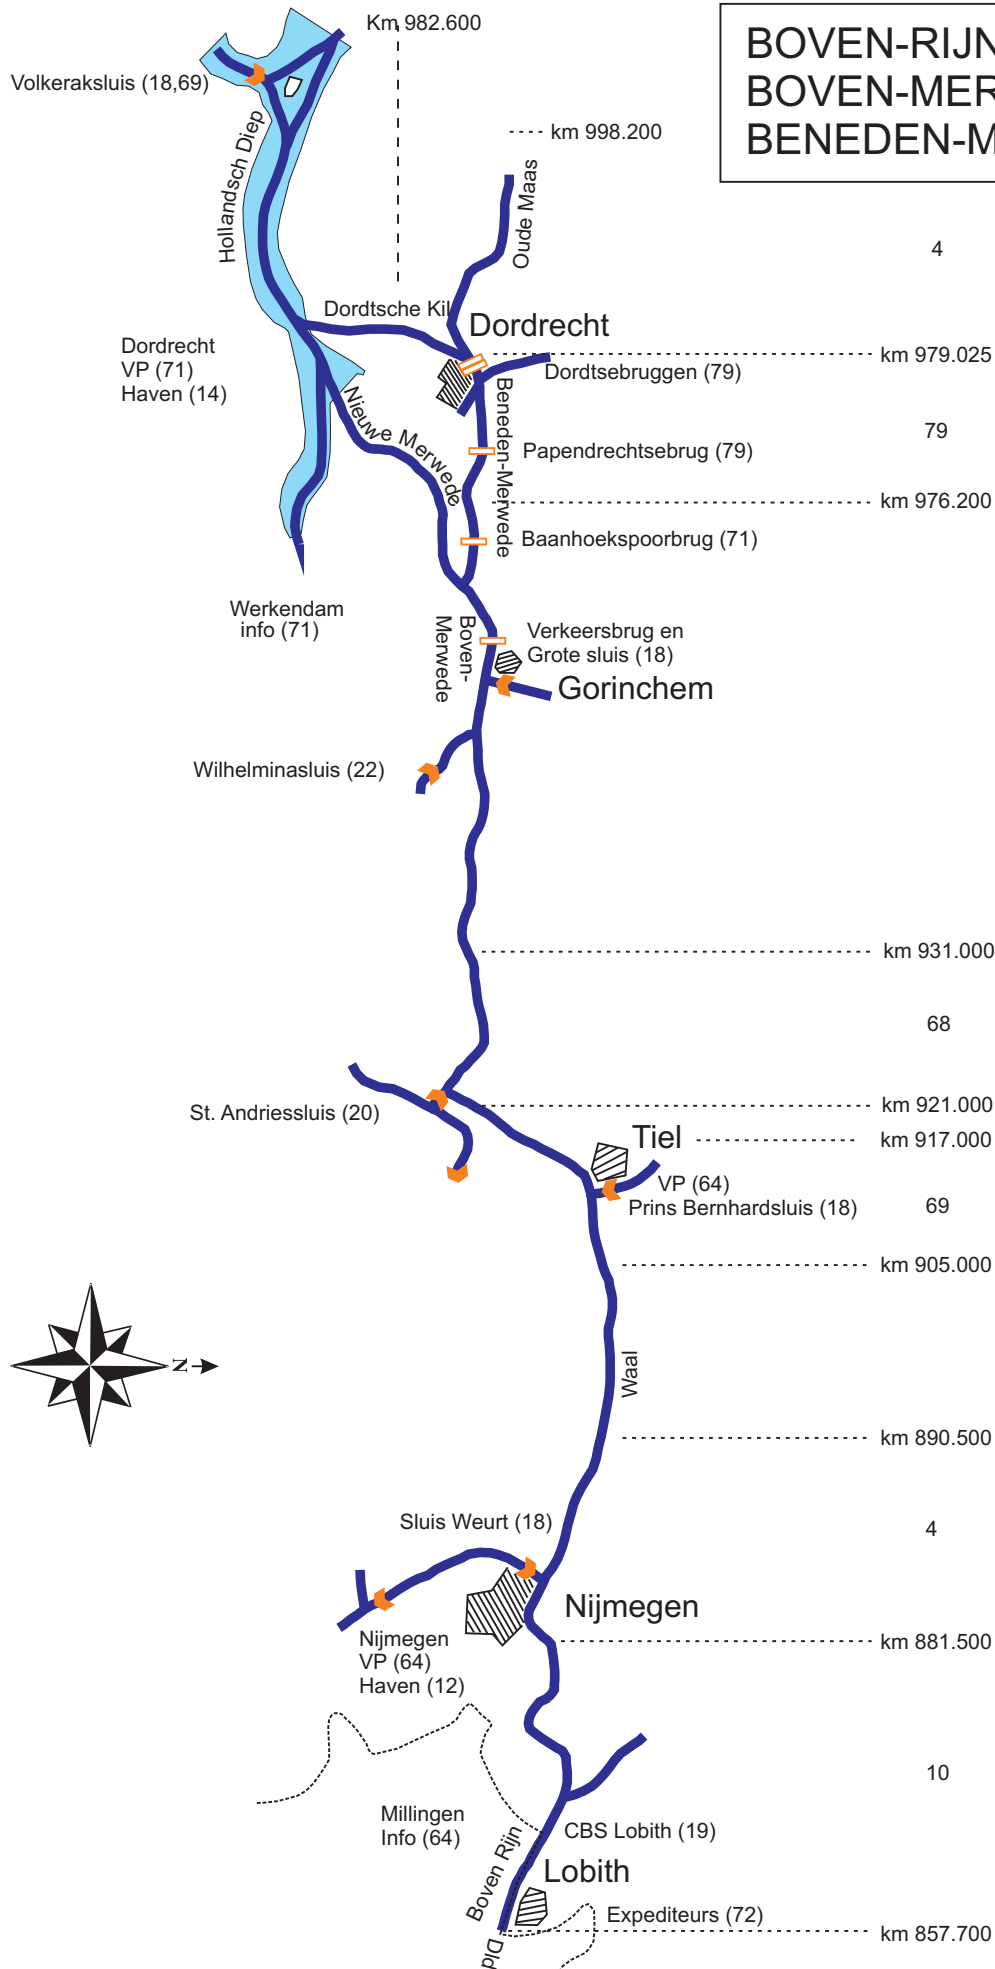 Km 982.600
BOVEN-RIJN
BOVEN-MER
BENEDEN-M
Volkeraksluis (18,69)
km 998.200
Hollandsch Diep
Oude Maas
4
Dordtsche Kil
Dordrecht
km 979.025
Dordrecht
VP (71)
Haven (14)
Dordtsebruggen (79)
Nieuwe Merwede
Beneden-Merwede
79
Papendrechtsebrug (79)
km 976.200
Baanhoekspoorbrug (71)
Werkendam
info (71)
Boven-
Merwede
Verkeersbrug en
Grote sluis (18)
Gorinchem
Wilhelminasluis (22)
km 931.000
68
St. Andriessluis (20)
km 921.000
Tiel
km 917.000
VP (64)
Prins Bernhardsluis (18)
69
km 905.000
N
Waal
km 890.500
Sluis Weurt (18)
4
Nijmegen
Nijmegen
VP (64)
Haven (12)
km 881.500
10
Millingen
Info (64)
CBS Lobith (19)
Boven Rijn
Lobith
Expediteurs (72)
km 857.700
Dld